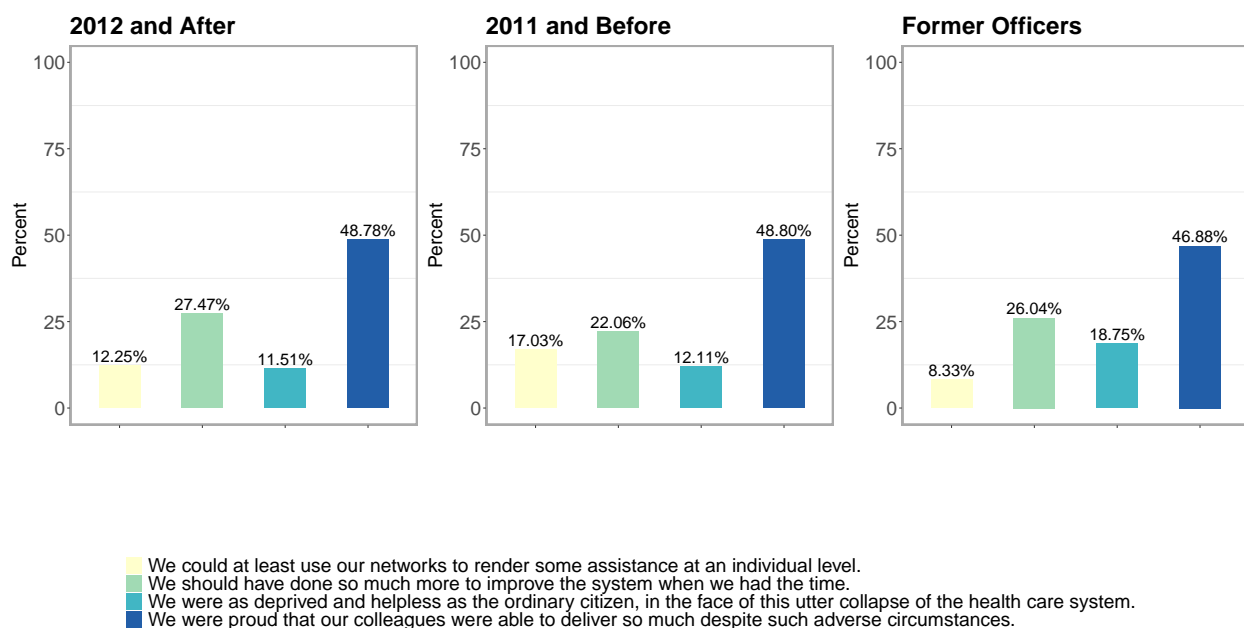 2012 and After
100
75
50
25
0
Percent
12.25%
27.47%
11.51%
48.78%
2011 and Before
100
75
50
25
0
Percent
17.03%
22.06%
12.11%
48.80%
Former Officers
100
75
50
25
0
Percent
8.33%
26.04%
18.75%
46.88%
We could at least use our networks to render some assistance at an individual level.
We should have done so much more to improve the system when we had the time.
We were as deprived and helpless as the ordinary citizen, in the face of this utter collapse of the health care system.
We were proud that our colleagues were able to deliver so much despite such adverse circumstances.